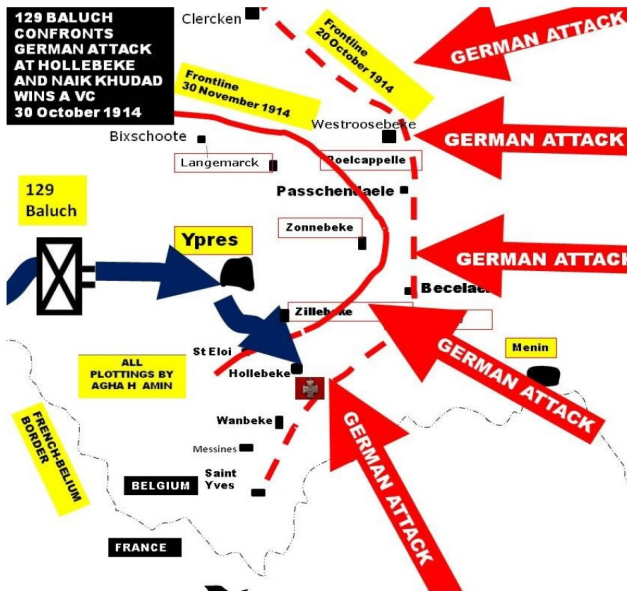 129 BALUCH
CONFRONTS
GERMAN ATTACK
AT HOLLEBEKE
AND NAIK KHUDAD
WINS A VC
30 October 1914
Clercken
Frontline
20 October 1914
GERMAN ATTACK
Frontline
30 November 1914
Westroosebeke
GERMAN ATTACK
Bixschoote
Langemarck
Roelcappelle
Passchendaele
129
Baluch
Ypres
Zonnebeke
GERMAN ATTACK
Zillebeke
St Eloi
Hollebeke
GERMAN ATTACK
Menin
ALL
PLOTTINGS BY
AGHA H AMIN
GERMAN ATTACK
FRENCH-BELIUM
BORDER
Wanbeke
Messines
Saint
Yves
BELGIUM
FRANCE